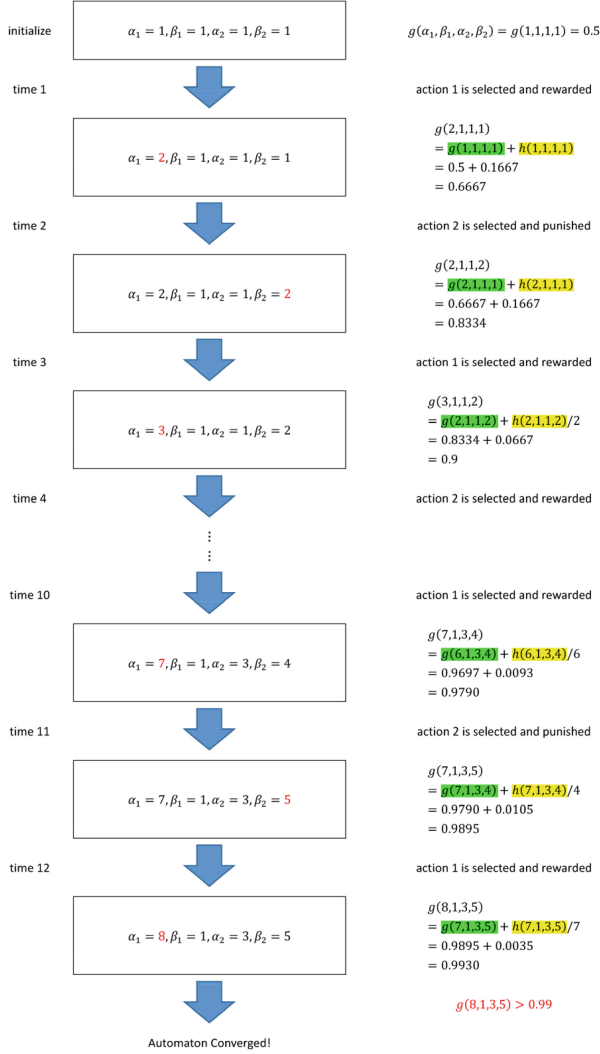 initialize
α₁ = 1, β₁ = 1, α₂ = 1, β₂ = 1
g(α₁, β₁, α₂, β₂) = g(1,1,1,1) = 0.5
time 1
action 1 is selected and rewarded
α₁ = 2, β₁ = 1, α₂ = 1, β₂ = 1
g(2,1,1,1)
= g(1,1,1,1) + h(1,1,1,1)
= 0.5 + 0.1667
= 0.6667
time 2
action 2 is selected and punished
α₁ = 2, β₁ = 1, α₂ = 1, β₂ = 2
g(2,1,1,2)
= g(2,1,1,1) + h(2,1,1,1)
= 0.6667 + 0.1667
= 0.8334
time 3
action 1 is selected and rewarded
α₁ = 3, β₁ = 1, α₂ = 1, β₂ = 2
g(3,1,1,2)
= g(2,1,1,2) + h(2,1,1,2)/2
= 0.8334 + 0.0667
= 0.9
time 4
action 2 is selected and rewarded
⋮
⋮
time 10
action 1 is selected and rewarded
α₁ = 7, β₁ = 1, α₂ = 3, β₂ = 4
g(7,1,3,4)
= g(6,1,3,4) + h(6,1,3,4)/6
= 0.9697 + 0.0093
= 0.9790
time 11
action 2 is selected and punished
α₁ = 7, β₁ = 1, α₂ = 3, β₂ = 5
g(7,1,3,5)
= g(7,1,3,4) + h(7,1,3,4)/4
= 0.9790 + 0.0105
= 0.9895
time 12
action 1 is selected and rewarded
α₁ = 8, β₁ = 1, α₂ = 3, β₂ = 5
g(8,1,3,5)
= g(7,1,3,5) + h(7,1,3,5)/7
= 0.9895 + 0.0035
= 0.9930
g(8,1,3,5) > 0.99
Automaton Converged!